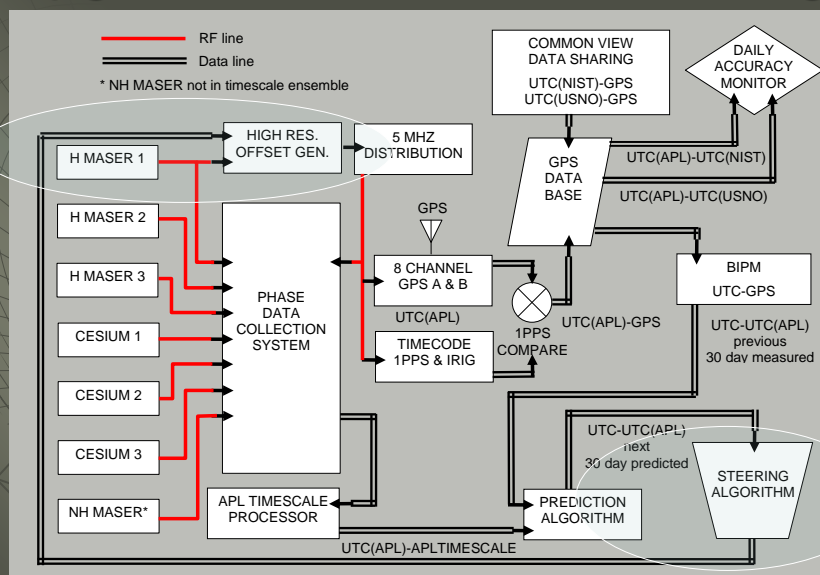 RF line
Data line
* NH MASER not in timescale ensemble
COMMON VIEW
DATA SHARING
UTC(NIST)-GPS
UTC(USNO)-GPS
DAILY
ACCURACY
MONITOR
H MASER 1
HIGH RES.
OFFSET GEN.
5 MHZ
DISTRIBUTION
GPS
DATA
BASE
UTC(APL)-UTC(NIST)
UTC(APL)-UTC(USNO)
H MASER 2
H MASER 3
CESIUM 1
CESIUM 2
CESIUM 3
NH MASER*
PHASE
DATA
COLLECTION
SYSTEM
GPS
8 CHANNEL
GPS A & B
UTC(APL)
TIMECODE
1PPS & IRIG
1PPS
COMPARE
UTC(APL)-GPS
BIPM
UTC-GPS
UTC-UTC(APL)
previous
30 day measured
UTC-UTC(APL)
next
30 day predicted
STEERING
ALGORITHM
APL TIMESCALE
PROCESSOR
PREDICTION
ALGORITHM
UTC(APL)-APLTIMESCALE